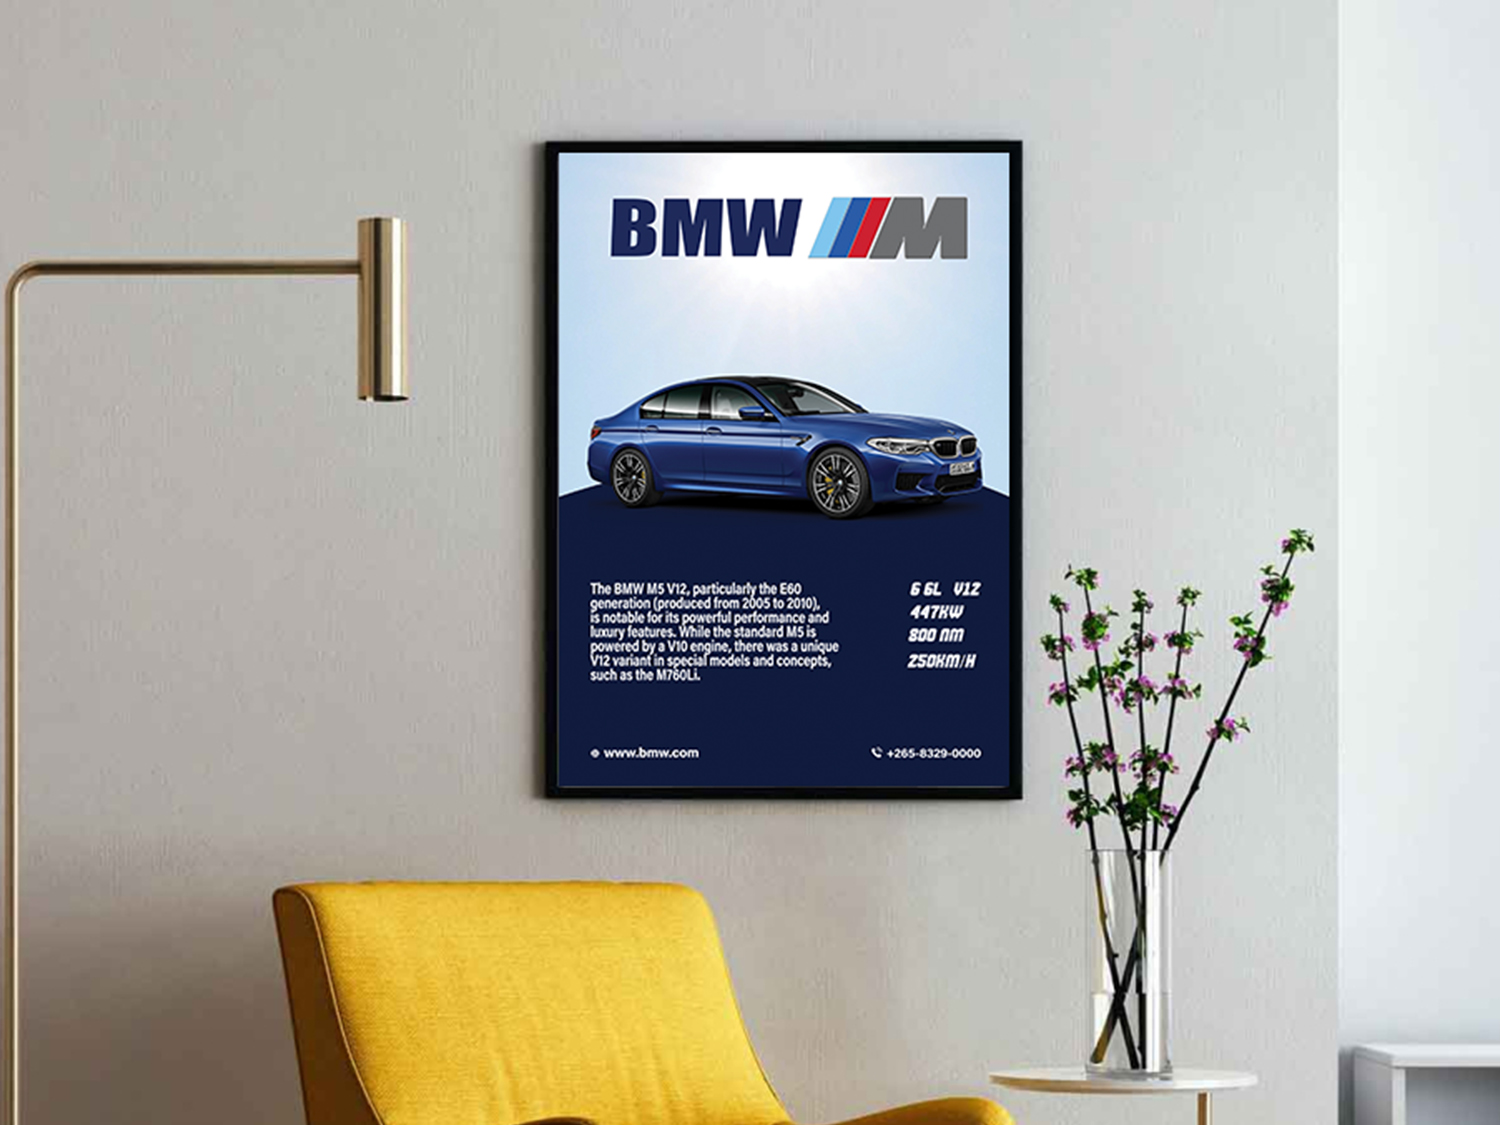 BMW M
The BMW M5 V12, particularly the E60
generation (produced from 2005 to 2010),
is notable for its powerful performance and
luxury features. While the standard M5 is
powered by a V10 engine, there was a unique
V12 variant in special models and concepts,
such as the M760Li.
6 6L V12
447KW
800 NM
250KM/H
www.bmw.com
+265-8329-0000